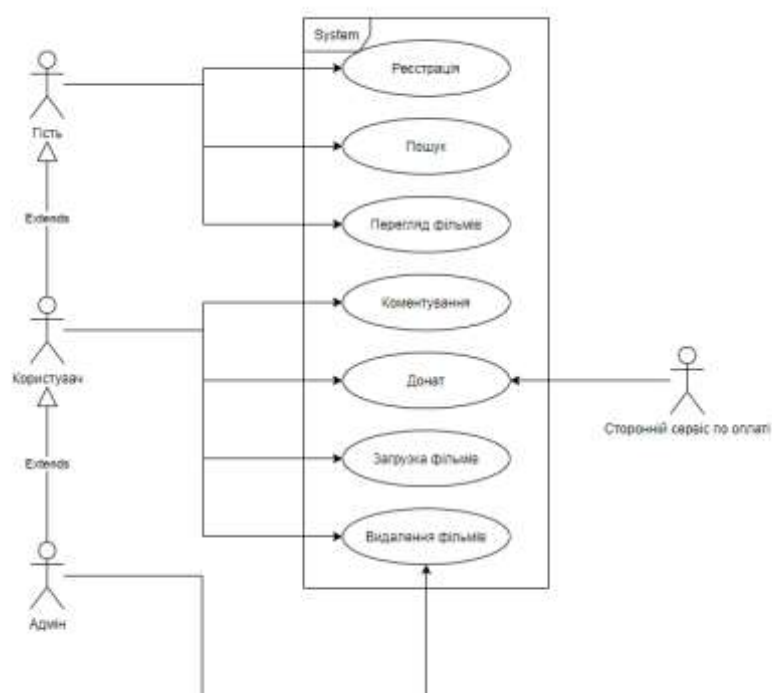 System
Реєстрація
Гість
Пошук
Extends
Перегляд фільмів
Коментування
Користувач
Донат
Сторонній сервіс по оплаті
Extends
Загрузка фільмів
Видалення фільмів
Адмін